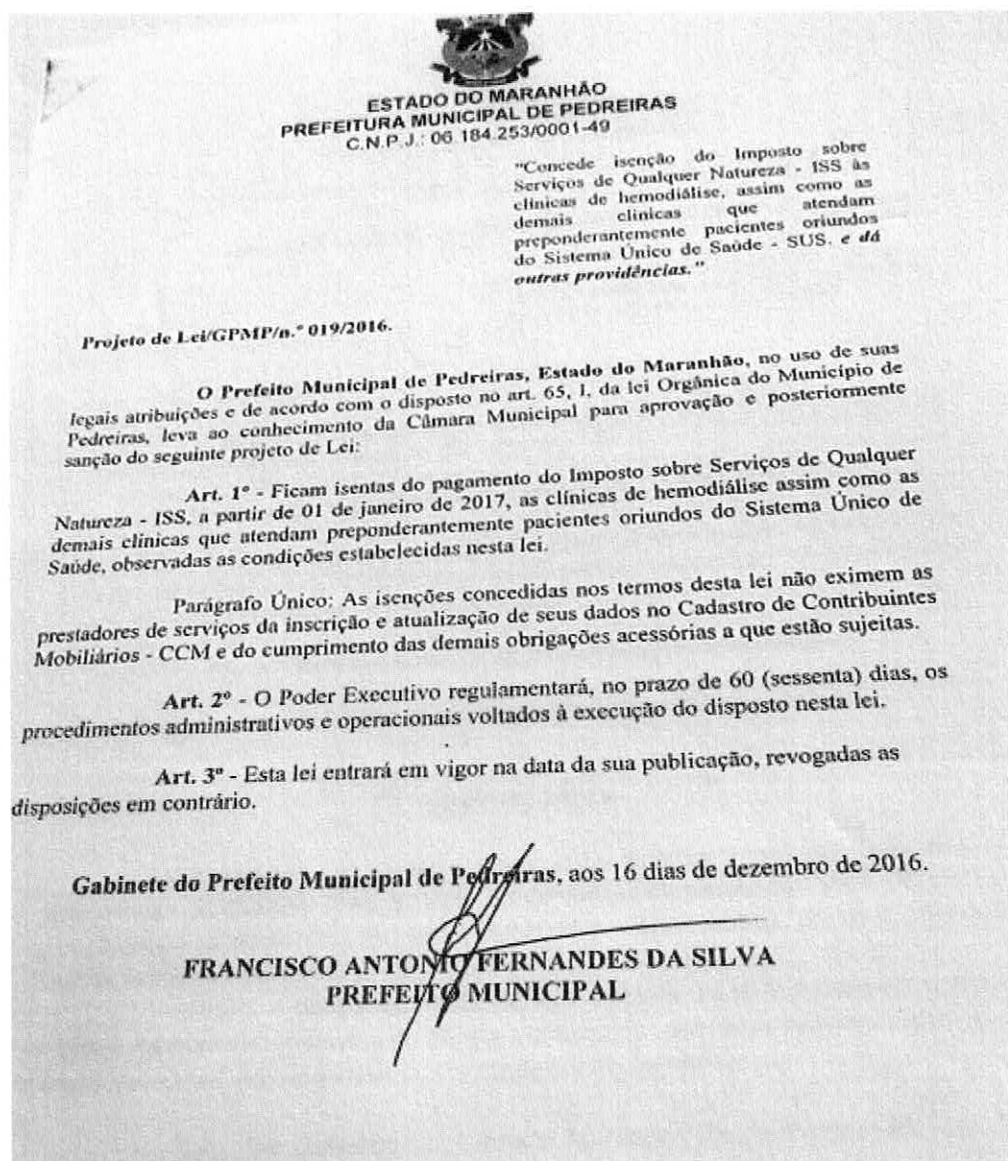 ESTADO DO MARANHÃO
PREFEITURA MUNICIPAL DE PEDREIRAS
C.N.P.J.: 06 184.253/0001-49
"Concede isenção do Imposto sobre
Serviços de Qualquer Natureza - ISS às
clínicas de hemodiálise, assim como as
demais clinicas que atendam
preponderantemente pacientes oriundos
do Sistema Único de Saúde - SUS. e dá
outras providências."
Projeto de Lei/GPMP/n.º 019/2016.
O Prefeito Municipal de Pedreiras, Estado do Maranhão, no uso de suas
legais atribuições e de acordo com o disposto no art. 65, I, da lei Orgânica do Município de
Pedreiras, leva ao conhecimento da Câmara Municipal para aprovação e posteriormente
sanção do seguinte projeto de Lei:
Art. 1º - Ficam isentas do pagamento do Imposto sobre Serviços de Qualquer
Natureza - ISS, a partir de 01 de janeiro de 2017, as clínicas de hemodiálise assim como as
demais clínicas que atendam preponderantemente pacientes oriundos do Sistema Único de
Saúde, observadas as condições estabelecidas nesta lei.
Parágrafo Único: As isenções concedidas nos termos desta lei não eximem as
prestadores de serviços da inscrição e atualização de seus dados no Cadastro de Contribuintes
Mobiliários - CCM e do cumprimento das demais obrigações acessórias a que estão sujeitas.
Art. 2º - O Poder Executivo regulamentará, no prazo de 60 (sessenta) dias, os
procedimentos administrativos e operacionais voltados à execução do disposto nesta lei.
Art. 3º - Esta lei entrará em vigor na data da sua publicação, revogadas as
disposições em contrário.
Gabinete do Prefeito Municipal de Pedreiras, aos 16 dias de dezembro de 2016.
FRANCISCO ANTONIO FERNANDES DA SILVA
PREFEITO MUNICIPAL